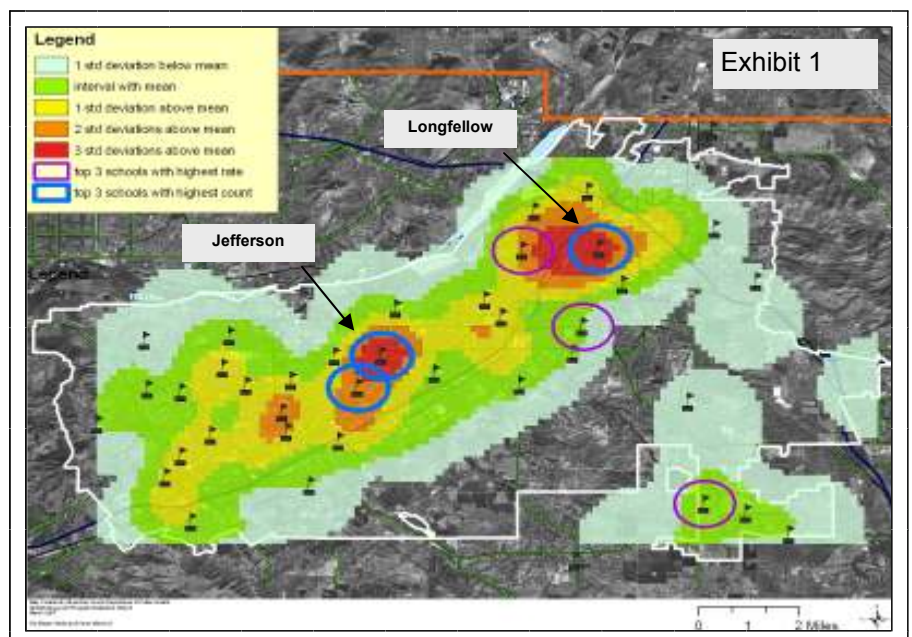 Legend
1 std deviation below mean
interval with mean
1 std deviation above mean
2 std deviations above mean
3 std deviations above mean
top 3 schools with highest rate
top 3 schools with highest count
Exhibit 1
Longfellow
Jefferson
Legend
0 1 2 Miles